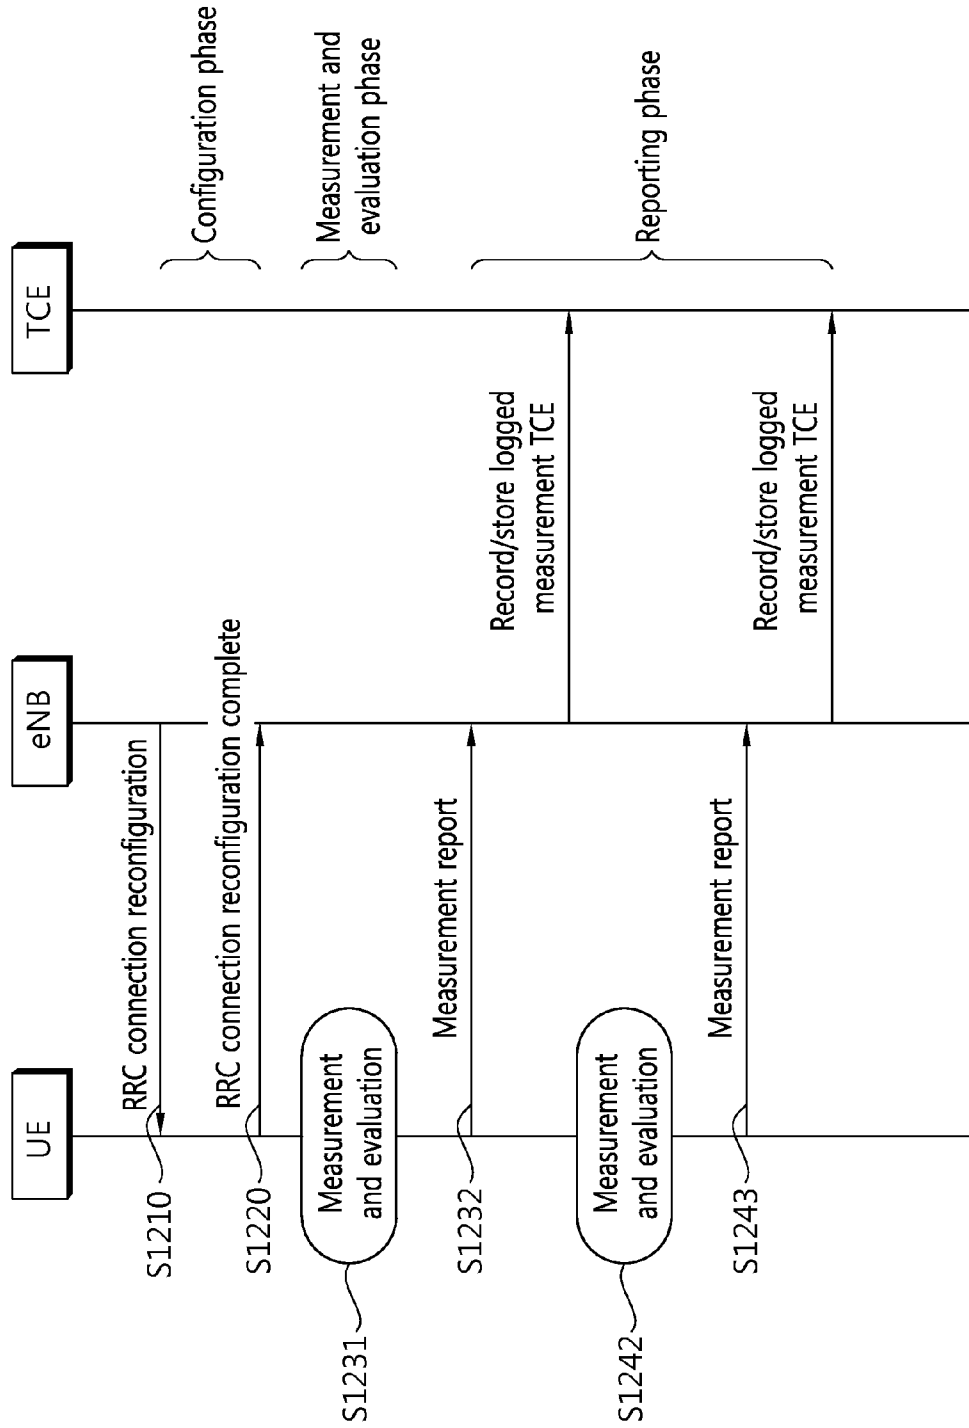 UE
eNB
TCE
S1210
RRC connection reconfiguration
Configuration phase
S1220
RRC connection reconfiguration complete
S1231
Measurement
and evaluation
Measurement and
evaluation phase
S1232
Measurement report
Record/store logged
measurement TCE
Reporting phase
S1242
Measurement
and evaluation
S1243
Measurement report
Record/store logged
measurement TCE